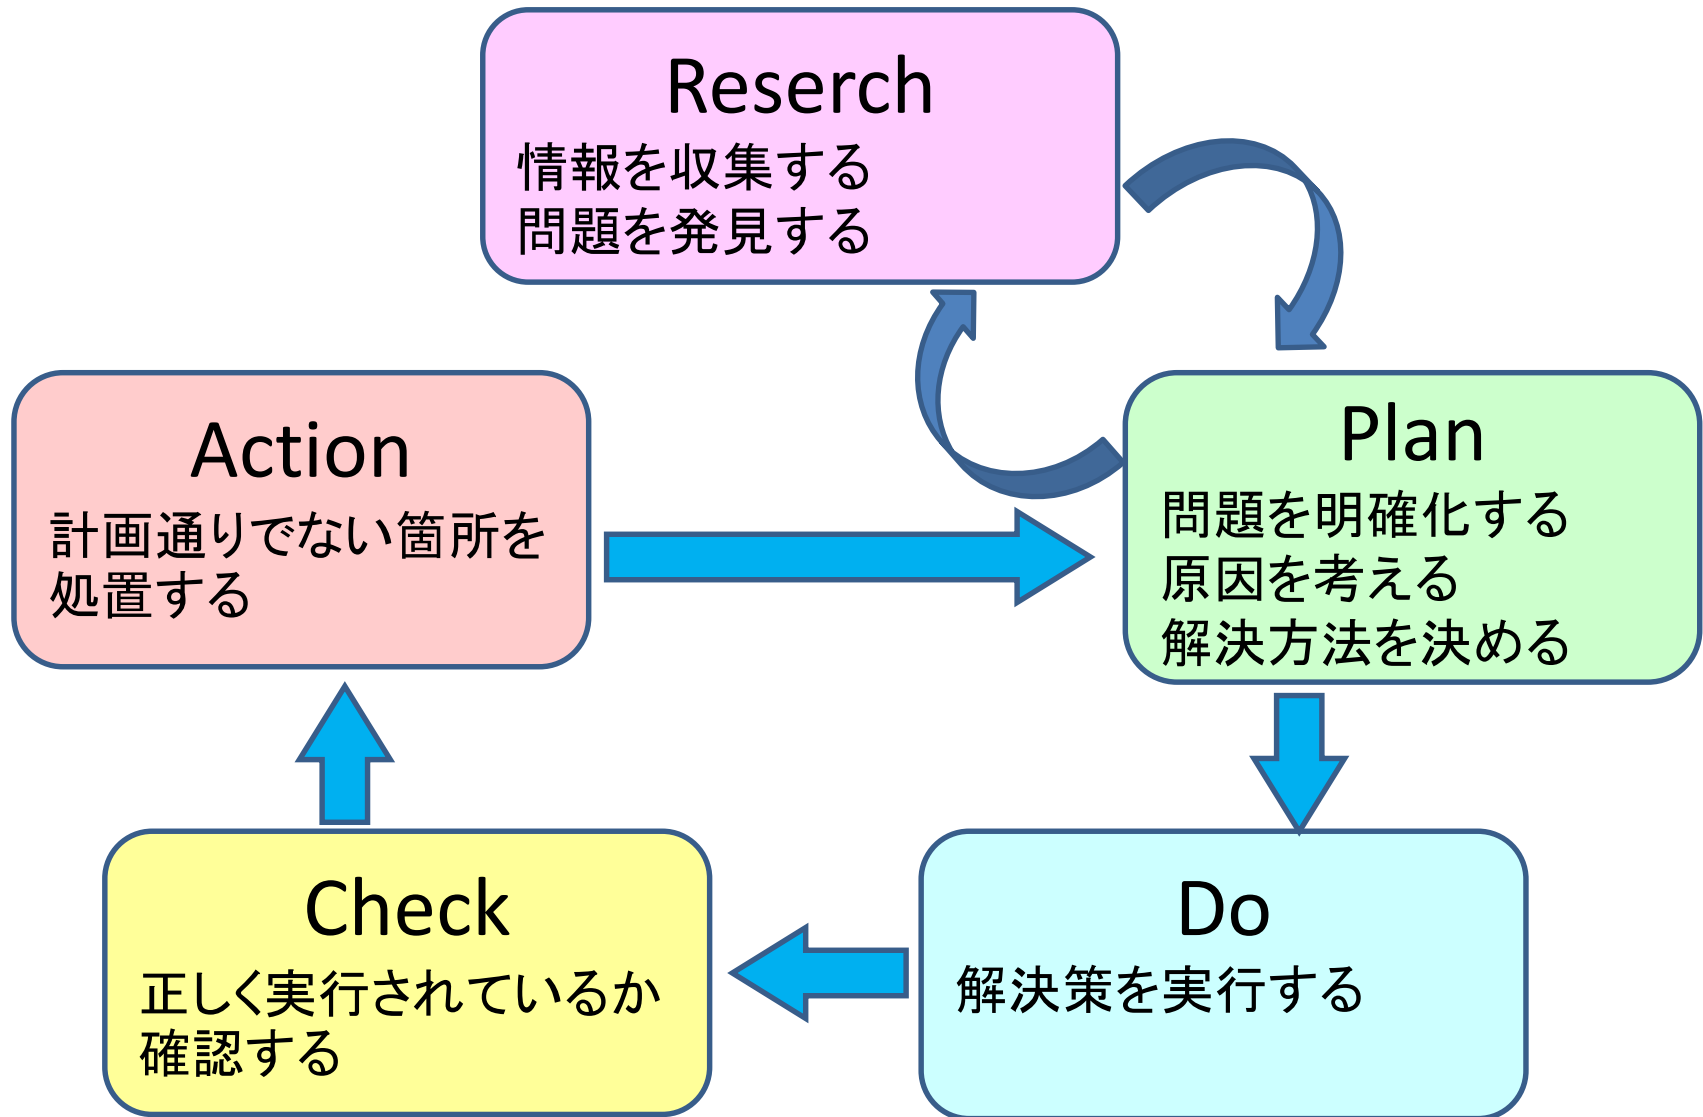 Reserch
情報を収集する
問題を発見する
Action
計画通りでない箇所を
処置する
Plan
問題を明確化する
原因を考える
解決方法を決める
Check
正しく実行されているか
確認する
Do
解決策を実行する